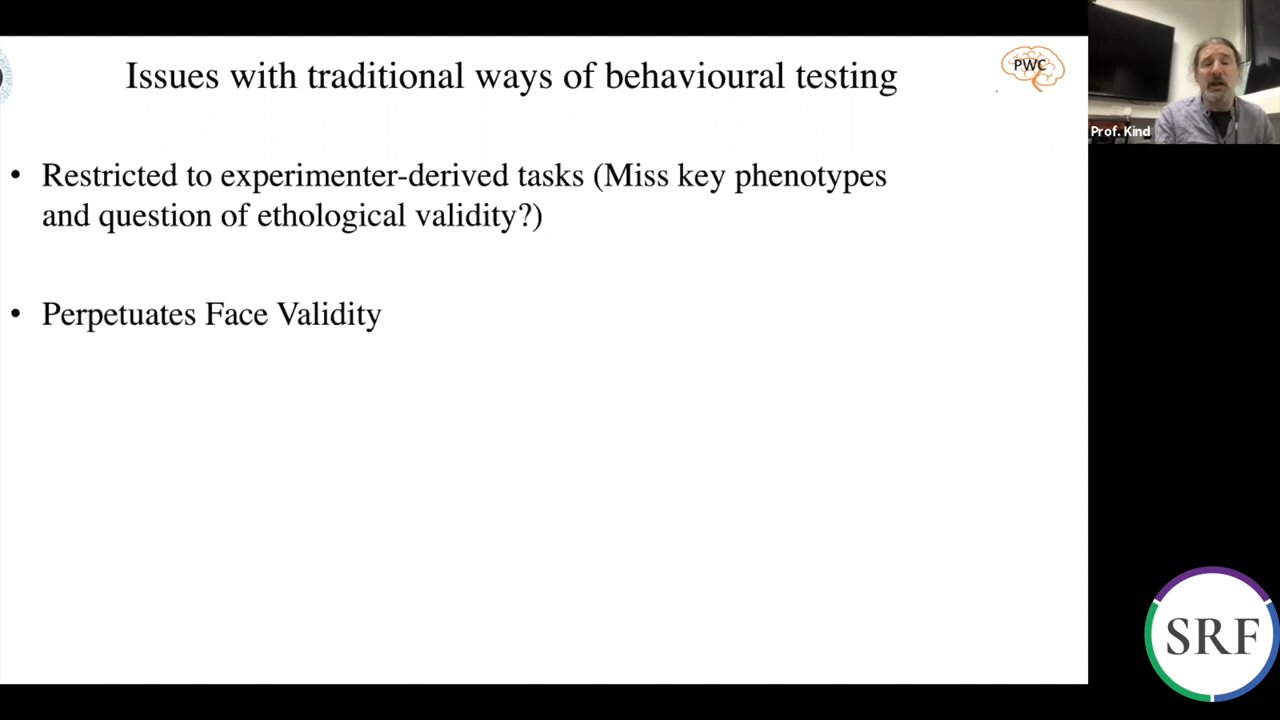 Issues with traditional ways of behavioural testing
PWC
Prof. Kind
• Restricted to experimenter-derived tasks (Miss key phenotypes
and question of ethological validity?)
• Perpetuates Face Validity
SRF